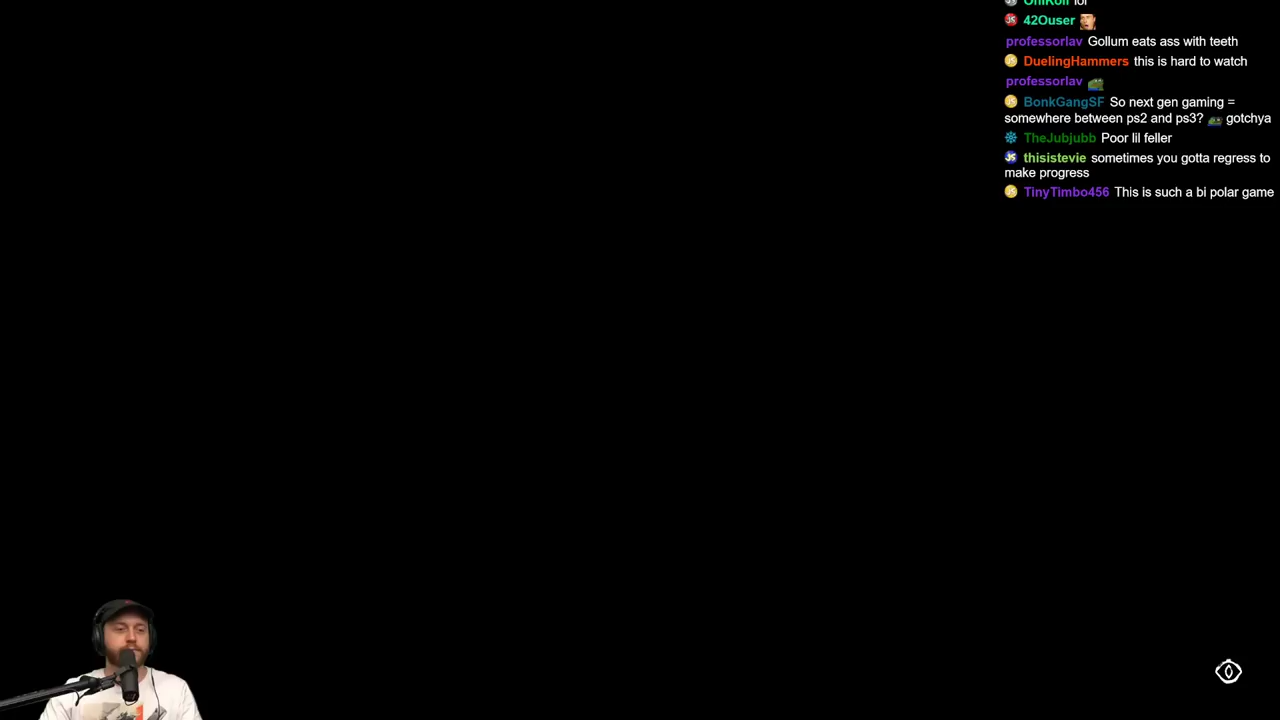 OniRoll lol
42Ouser
professorlav Gollum eats ass with teeth
DuelingHammers this is hard to watch
professorlav
BonkGangSF So next gen gaming =
somewhere between ps2 and ps3? gotchya
TheJubjubb Poor lil feller
thisistevie sometimes you gotta regress to
make progress
TinyTimbo456 This is such a bi polar game